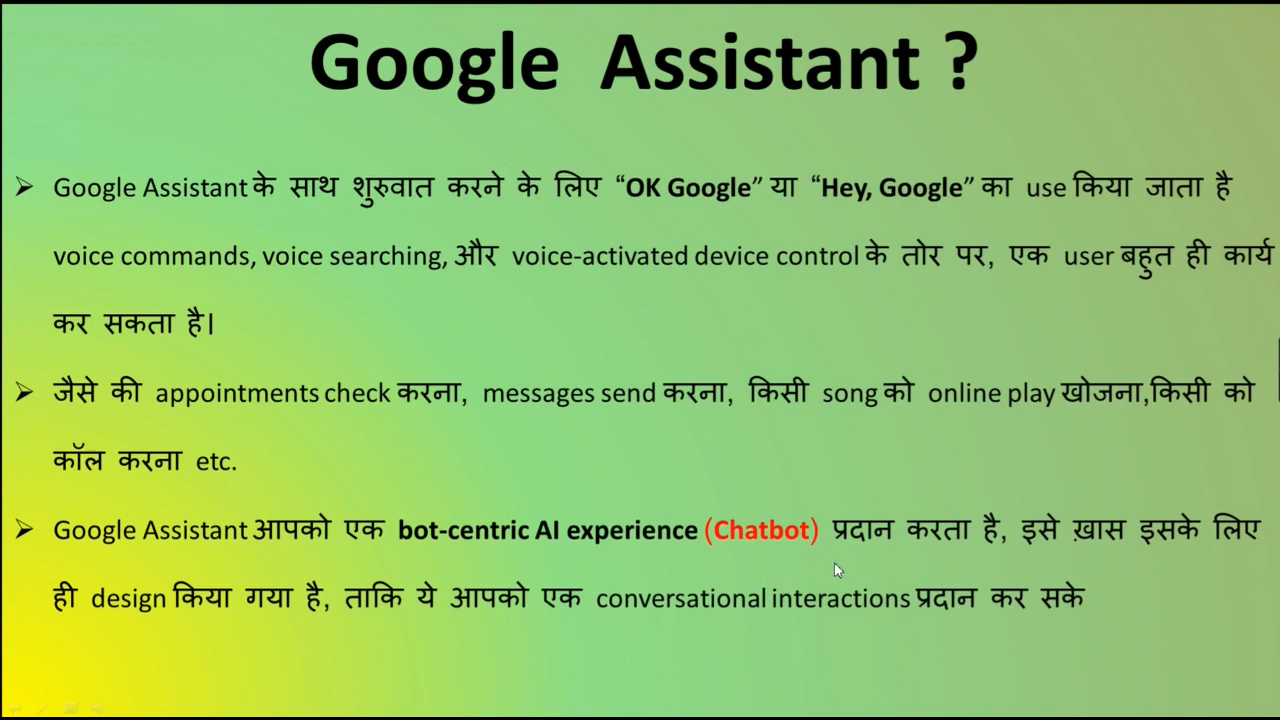 Google Assistant ?
➢ Google Assistant के साथ शुरुवात करने के लिए “OK Google” या “Hey, Google” का use किया जाता है
voice commands, voice searching, और voice-activated device control के तोर पर, एक user बहुत ही कार्य
कर सकता है।
➢ जैसे की appointments check करना, messages send करना, किसी song को online play खोजना,किसी को
कॉल करना etc.
➢ Google Assistant आपको एक bot-centric AI experience (Chatbot) प्रदान करता है, इसे ख़ास इसके लिए
ही design किया गया है, ताकि ये आपको एक conversational interactions प्रदान कर सके